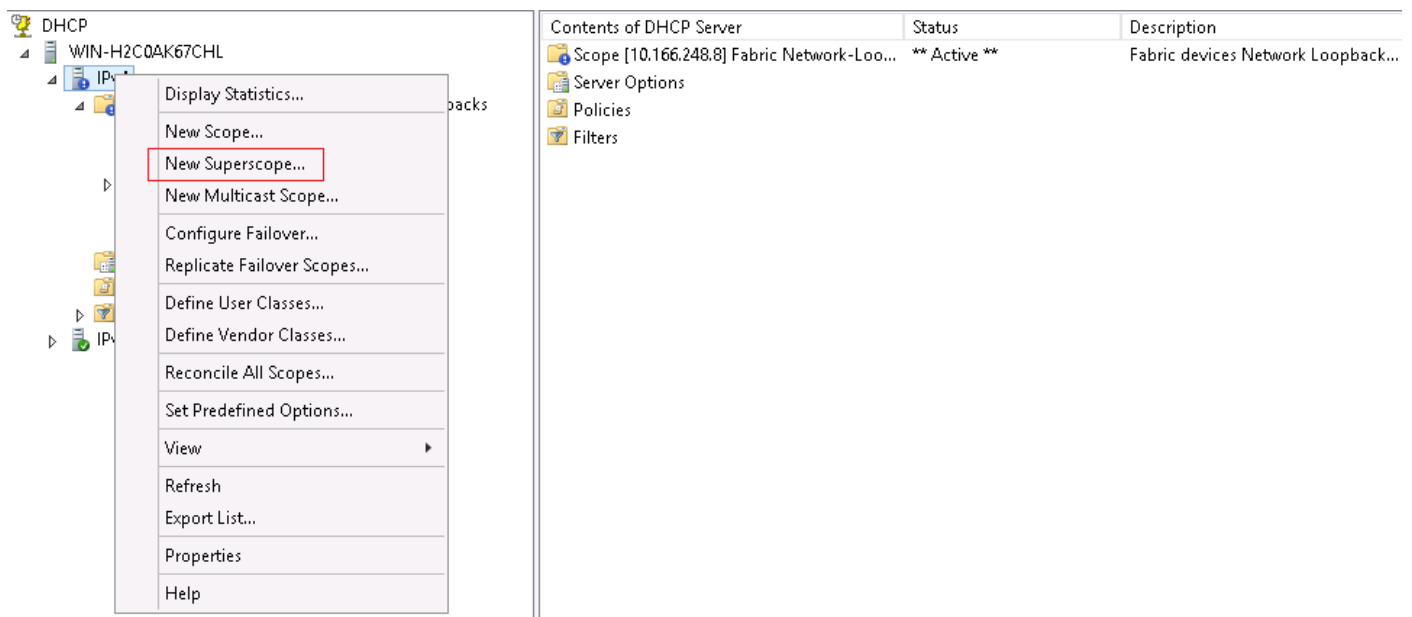 DHCP
WIN-H2C0AK67CHL
Display Statistics...
backs
New Scope...
New Superscope...
New Multicast Scope...
Configure Failover...
Replicate Failover Scopes...
Define User Classes...
Define Vendor Classes...
Reconcile All Scopes...
Set Predefined Options...
View
Refresh
Export List...
Properties
Help
Contents of DHCP Server Status Description
Scope [10.166.248.8] Fabric Network-Loo... ** Active ** Fabric devices Network Loopback...
Server Options
Policies
Filters